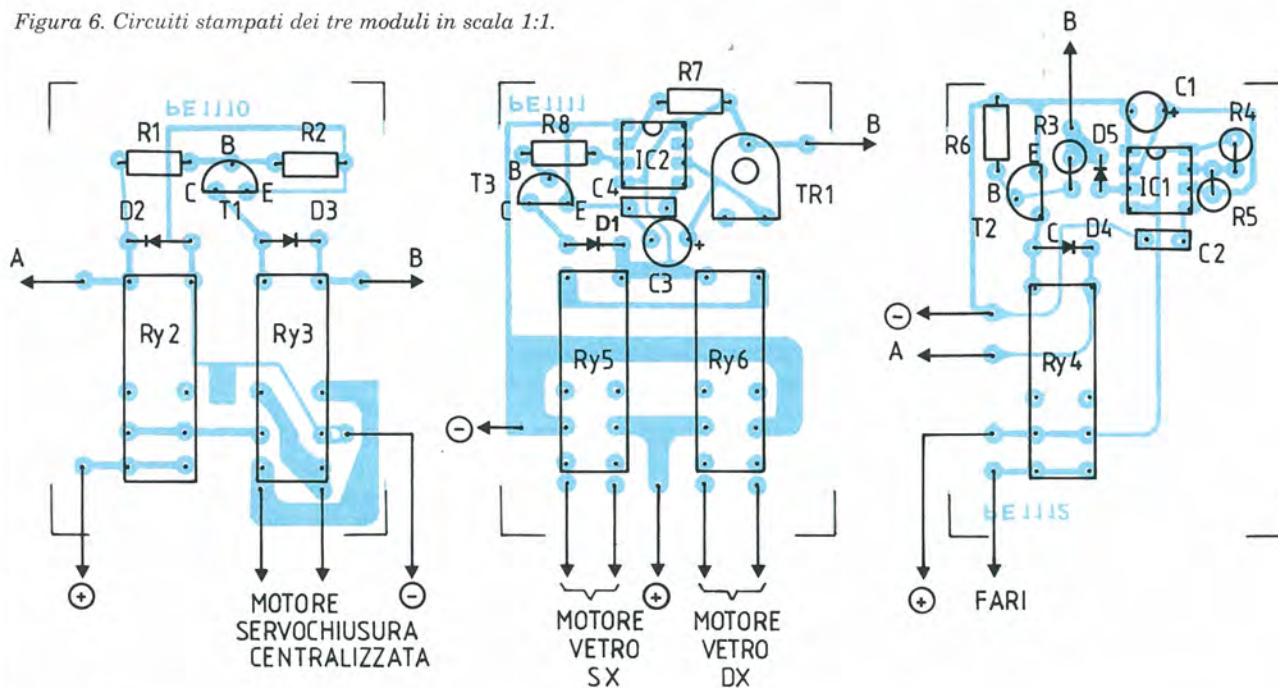 Figura 6. Circuiti stampati dei tre moduli in scala 1:1.
PE1110
R1
B
R2
C
E
D2
T1
D3
A
B
Ry2
Ry3
+
MOTORE
SERVOCHIUSURA
CENTRALIZZATA
−
PE1111
R7
R8
B
IC2
B
T3
C4
C
E
TR1
D1
+
C3
Ry5
Ry6
−
MOTORE
VETRO
SX
+
MOTORE
VETRO
DX
B
C1
+
R6
R3
D5
R4
E
IC1
B
T2
R5
C
D4
C2
−
A
Ry4
PE1112
+
FARI